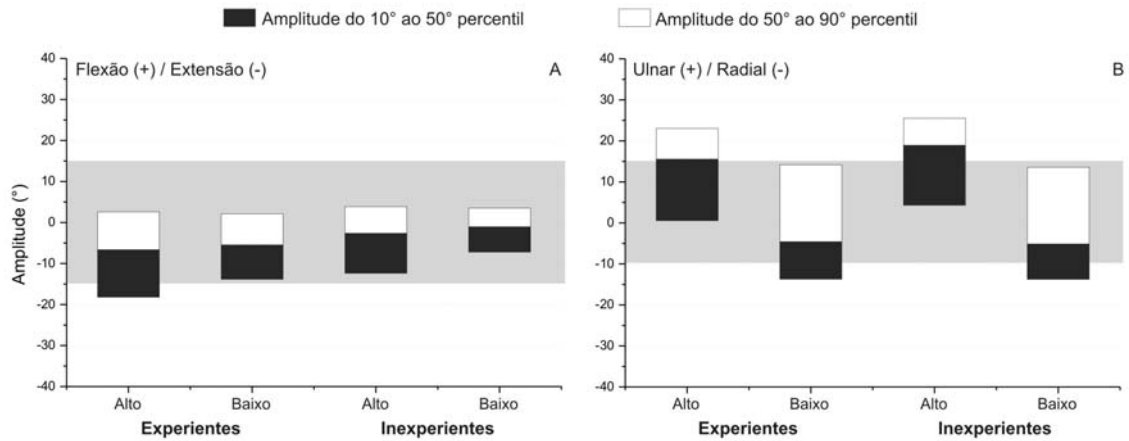 Amplitude do 10° ao 50° percentil
Amplitude do 50° ao 90° percentil
Flexão (+) / Extensão (-)
A
40
30
20
10
0
-10
-20
-30
-40
Amplitude (°)
Alto
Baixo
Alto
Baixo
Experientes
Inexperientes
Ulnar (+) / Radial (-)
B
40
30
20
10
0
-10
-20
-30
-40
Alto
Baixo
Alto
Baixo
Experientes
Inexperientes